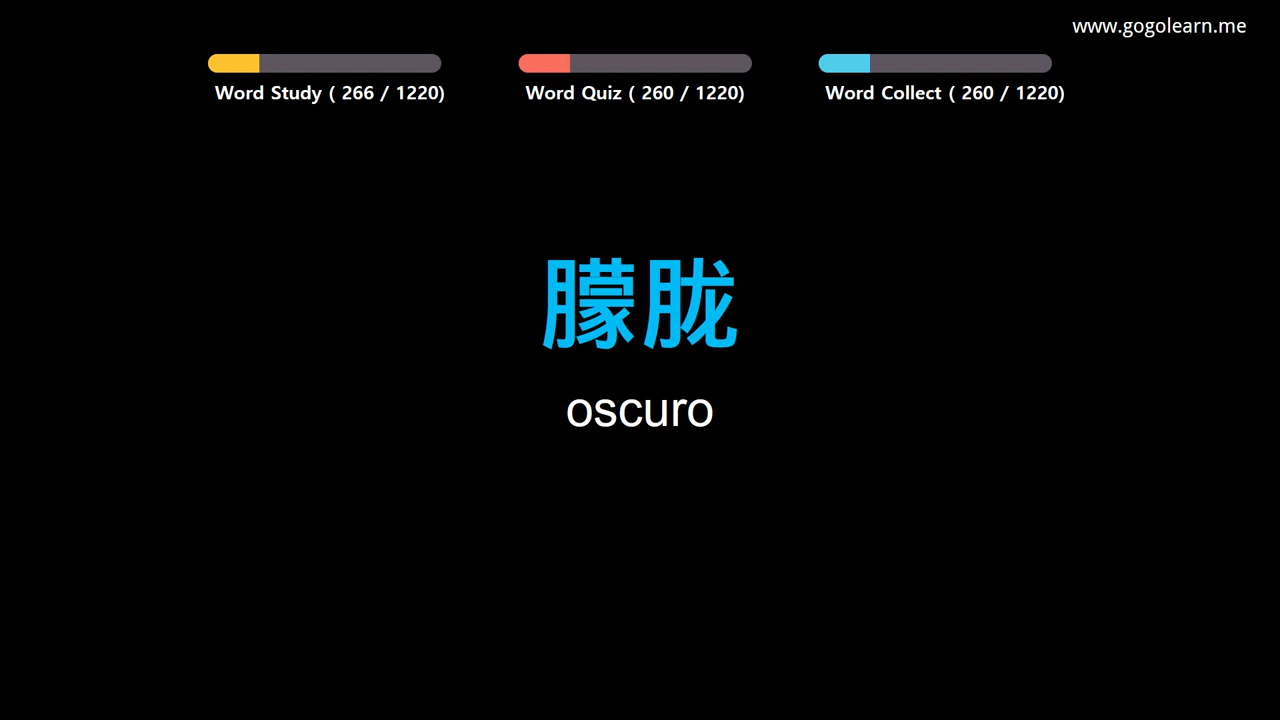 www.gogolearn.me
Word Study ( 266 / 1220)
Word Quiz ( 260 / 1220)
Word Collect ( 260 / 1220)
朦胧
oscuro